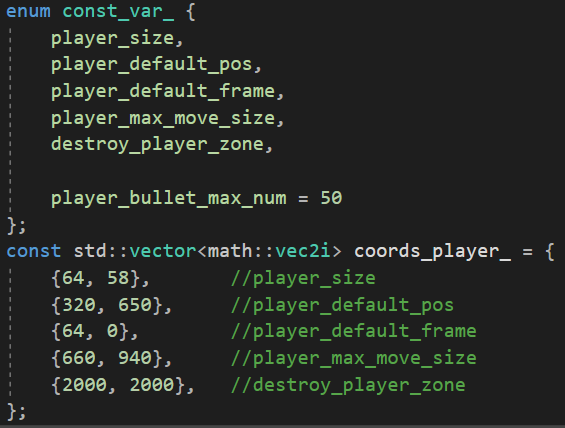 enum const_var_ {
player_size,
player_default_pos,
player_default_frame,
player_max_move_size,
destroy_player_zone,
player_bullet_max_num = 50
};
const std::vector<math::vec2i> coords_player_ = {
{64, 58}, //player_size
{320, 650}, //player_default_pos
{64, 0}, //player_default_frame
{660, 940}, //player_max_move_size
{2000, 2000}, //destroy_player_zone
};